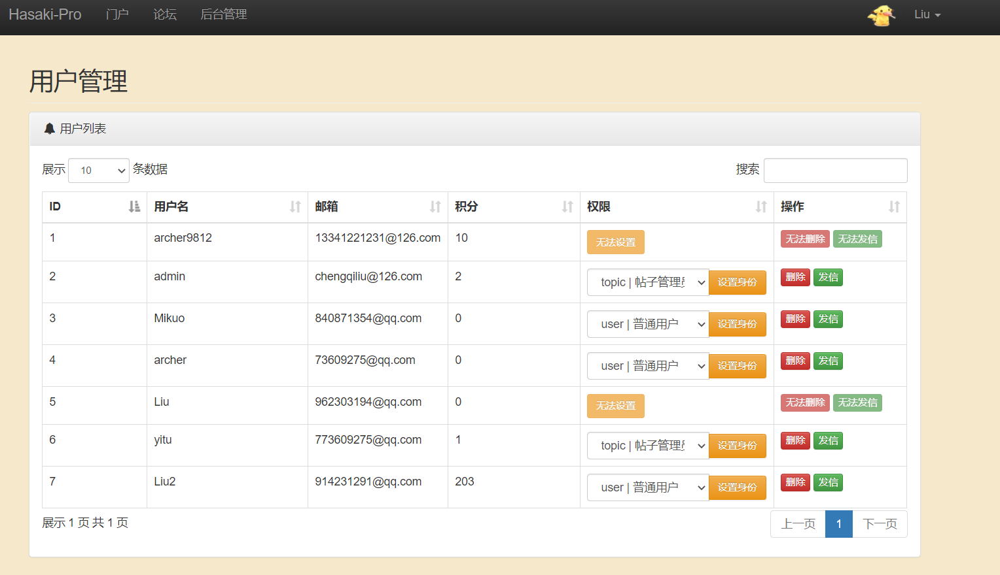 Hasaki-Pro 门户 论坛 后台管理 Liu
用户管理
用户列表
展示 10 条数据 搜索
ID 用户名 邮箱 积分 权限 操作
1 archer9812 13341221231@126.com 10 无法设置 无法删除 无法发信
2 admin chengqiliu@126.com 2 topic | 帖子管理员 设置身份 删除 发信
3 Mikuo 840871354@qq.com 0 user | 普通用户 设置身份 删除 发信
4 archer 73609275@qq.com 0 user | 普通用户 设置身份 删除 发信
5 Liu 962303194@qq.com 0 无法设置 无法删除 无法发信
6 yitu 773609275@qq.com 1 topic | 帖子管理员 设置身份 删除 发信
7 Liu2 914231291@qq.com 203 user | 普通用户 设置身份 删除 发信
展示 1 页 共 1 页 上一页 1 下一页